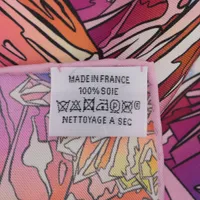 MADE IN FRANCE
100% SOIE
NETTOYAGE A SEC